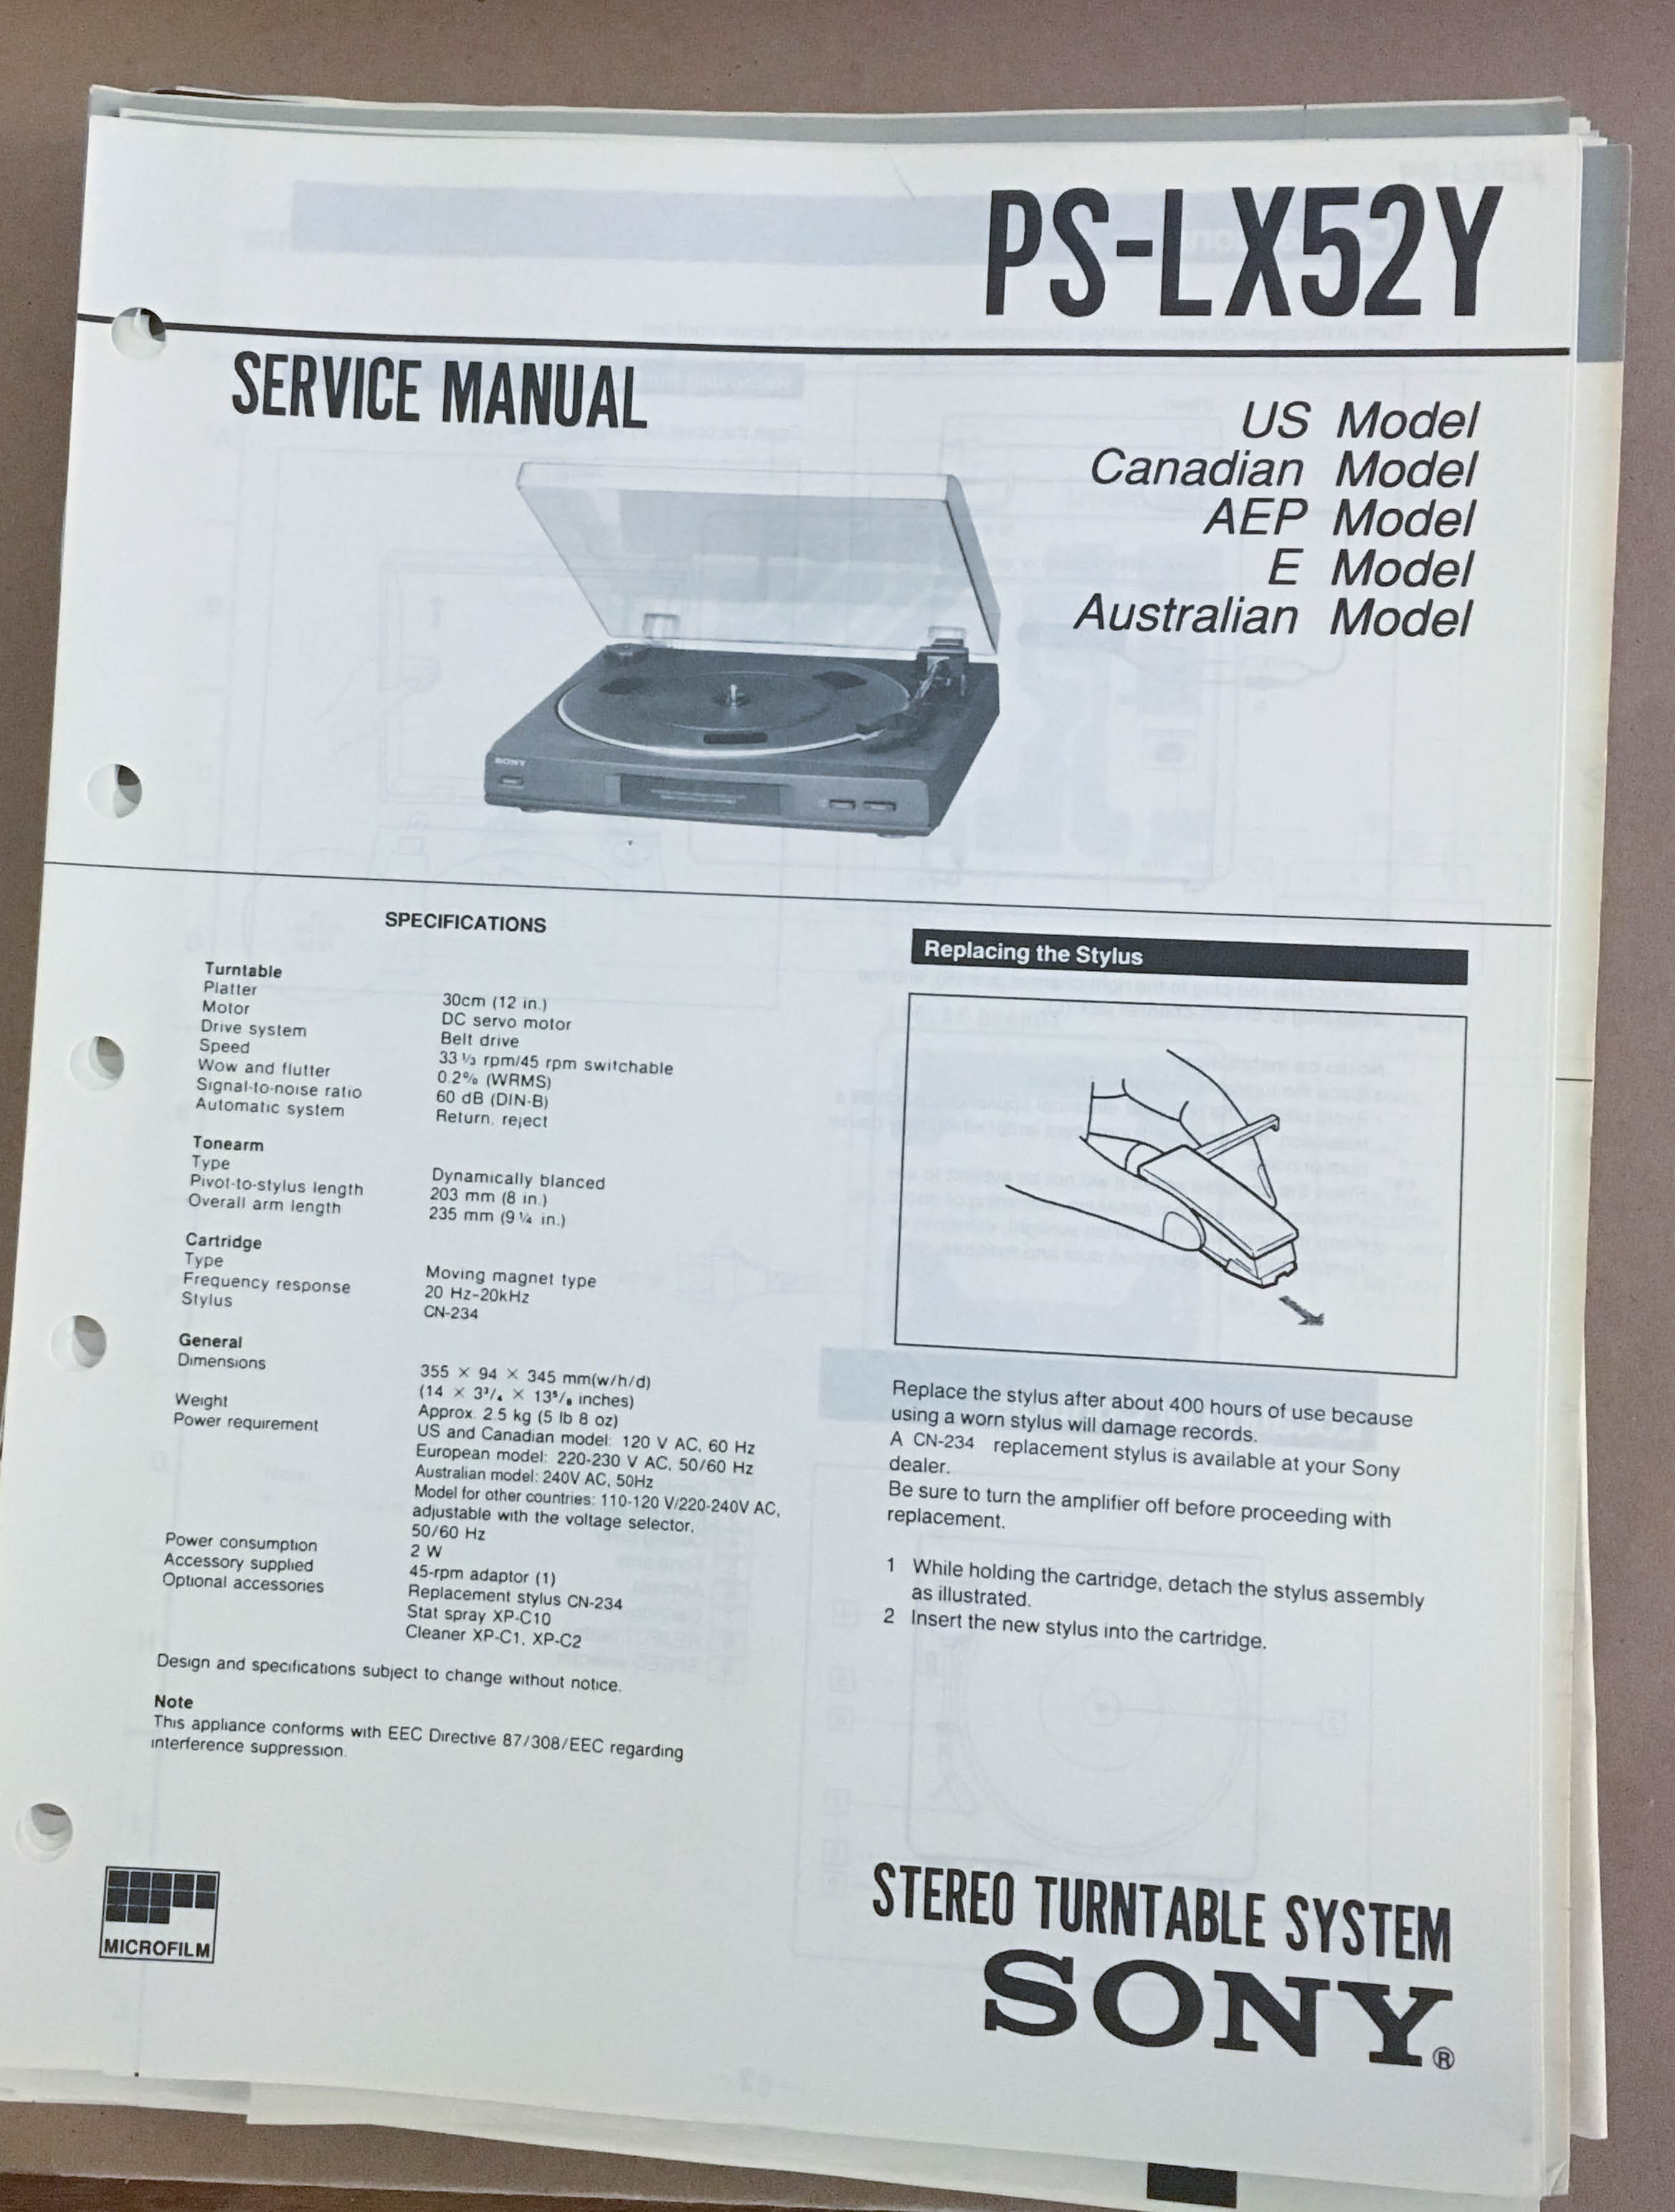 PS-LX52Y
SERVICE MANUAL
US Model
Canadian Model
AEP Model
E Model
Australian Model
SONY
SPECIFICATIONS
Turntable
Platter 30cm (12 in.)
Motor DC servo motor
Drive system Belt drive
Speed 33 1/3 rpm/45 rpm switchable
Wow and flutter 0.2% (WRMS)
Signal-to-noise ratio 60 dB (DIN-B)
Automatic system Return, reject
Tonearm
Type Dynamically blanced
Pivot-to-stylus length 203 mm (8 in.)
Overall arm length 235 mm (9 1/4 in.)
Cartridge
Type Moving magnet type
Frequency response 20 Hz-20kHz
Stylus CN-234
General
Dimensions 355 × 94 × 345 mm(w/h/d)
(14 × 3 3/4 × 13 5/8 inches)
Weight Approx. 2.5 kg (5 lb 8 oz)
Power requirement US and Canadian model: 120 V AC, 60 Hz
European model: 220-230 V AC, 50/60 Hz
Australian model: 240V AC, 50Hz
Model for other countries: 110-120 V/220-240V AC,
adjustable with the voltage selector,
50/60 Hz
Power consumption 2 W
Accessory supplied 45-rpm adaptor (1)
Optional accessories Replacement stylus CN-234
Stat spray XP-C10
Cleaner XP-C1, XP-C2
Design and specifications subject to change without notice.
Note
This appliance conforms with EEC Directive 87/308/EEC regarding
interference suppression.
Replacing the Stylus
Replace the stylus after about 400 hours of use because
using a worn stylus will damage records.
A CN-234 replacement stylus is available at your Sony
dealer.
Be sure to turn the amplifier off before proceeding with
replacement.
1 While holding the cartridge, detach the stylus assembly
as illustrated.
2 Insert the new stylus into the cartridge.
MICROFILM
STEREO TURNTABLE SYSTEM
SONY®